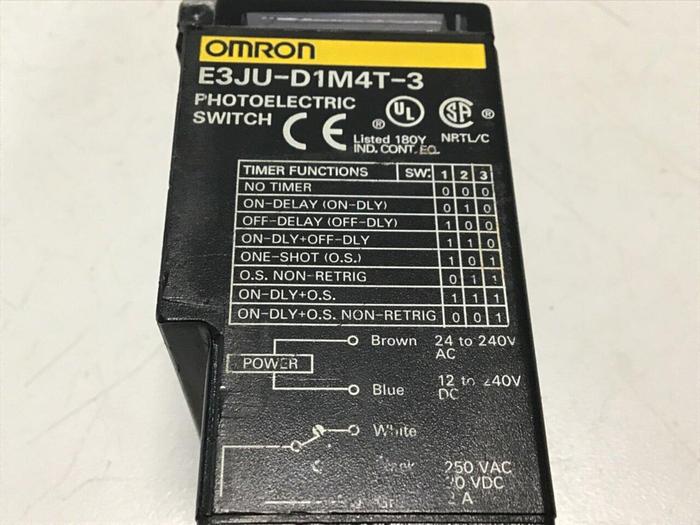 OMRON
E3JU-D1M4T-3
PHOTOELECTRIC
SWITCH CE ® UL ® SA
Listed 180Y NRTL/C
IND. CONT. EQ.
TIMER FUNCTIONS SW: 1 2 3
NO TIMER 0 0 0
ON-DELAY (ON-DLY) 0 1 0
OFF-DELAY (OFF-DLY) 1 0 0
ON-DLY+OFF-DLY 1 1 0
ONE-SHOT (O.S.) 1 0 1
O.S. NON-RETRIG 0 1 1
ON-DLY+O.S. 1 1 1
ON-DLY+O.S. NON-RETRIG 0 0 1
Brown 24 to 240V
AC
POWER
Blue 12 to 240V
DC
White
250 VAC
VDC
A